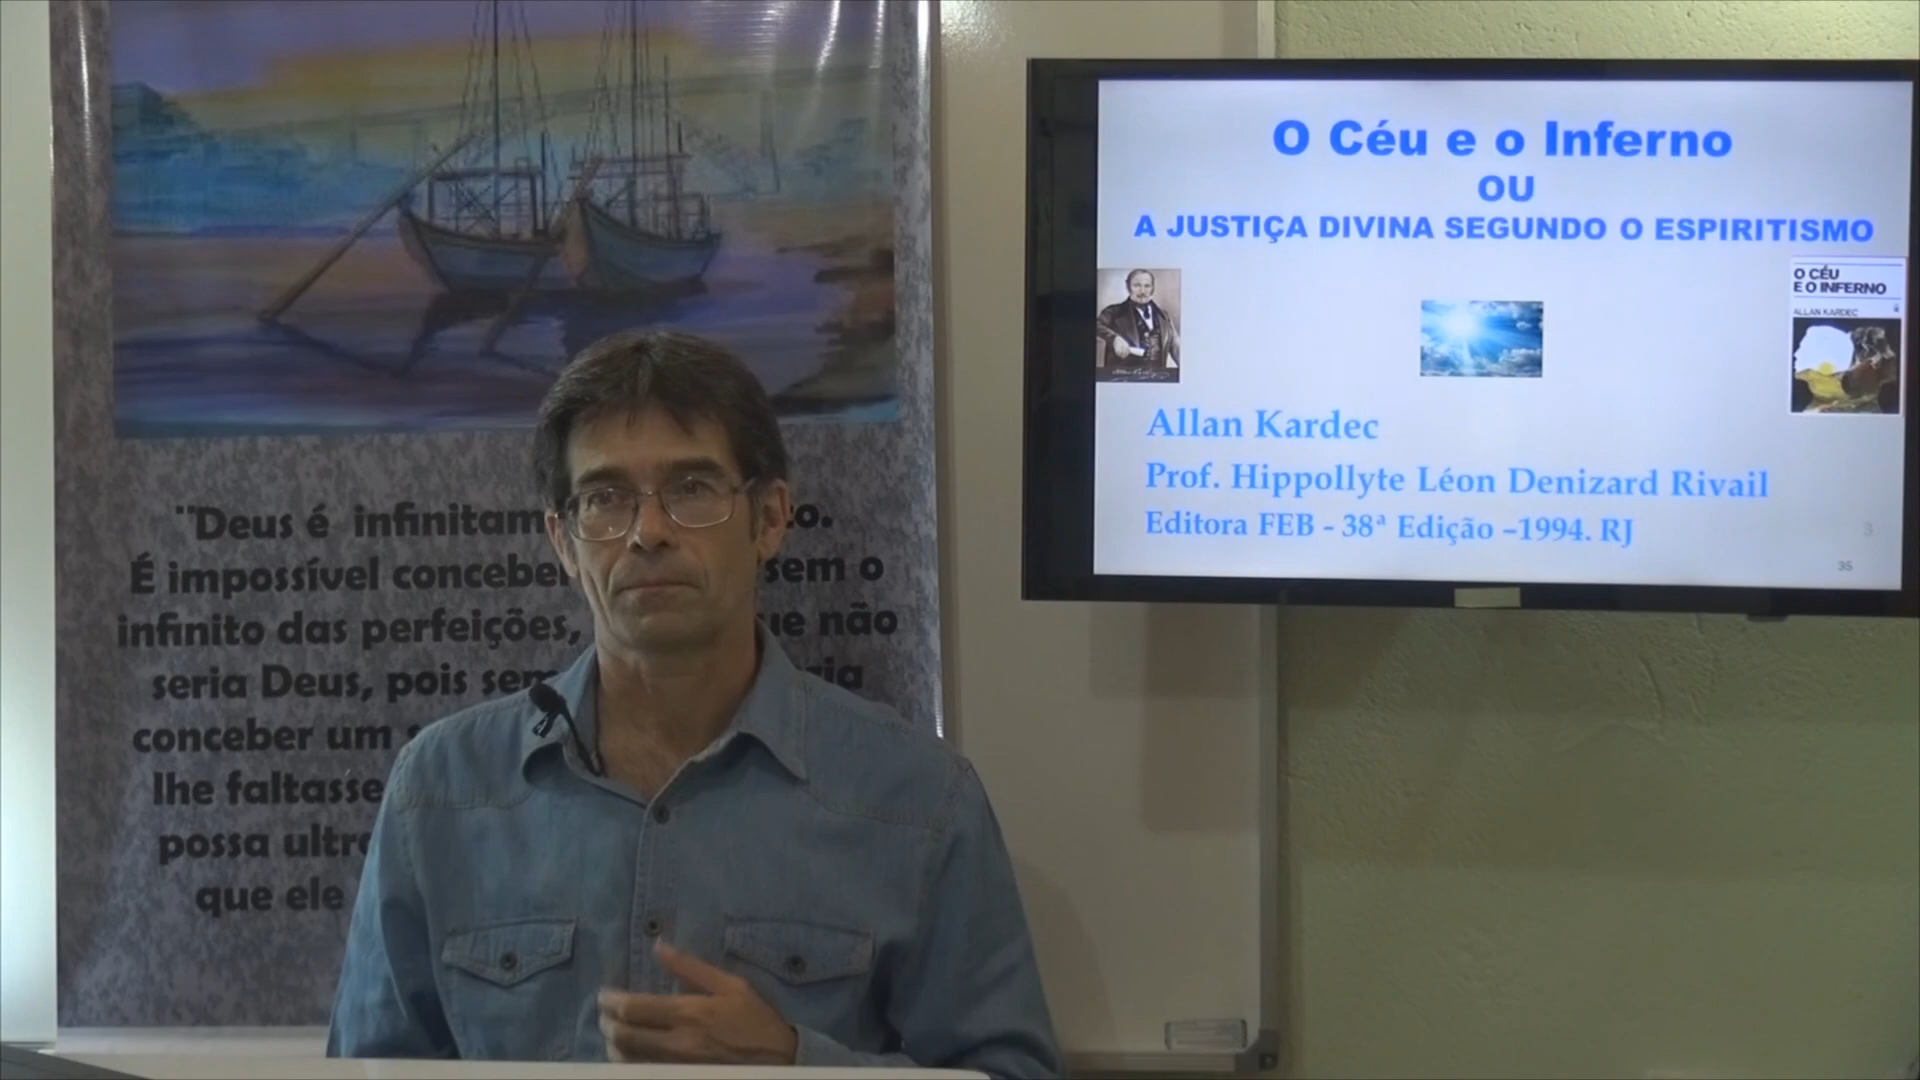 "Deus é infinitam
o.
É impossível conceber
sem o
infinito das perfeições,
ue não
seria Deus, pois sem
conceber um
lhe faltasse
possa ultr
que ele
O Céu e o Inferno
OU
A JUSTIÇA DIVINA SEGUNDO O ESPIRITISMO
O CÉU
E O INFERNO
ALLAN KARDEC
Allan Kardec
Prof. Hippollyte Léon Denizard Rivail
Editora FEB - 38ª Edição –1994. RJ
3
35